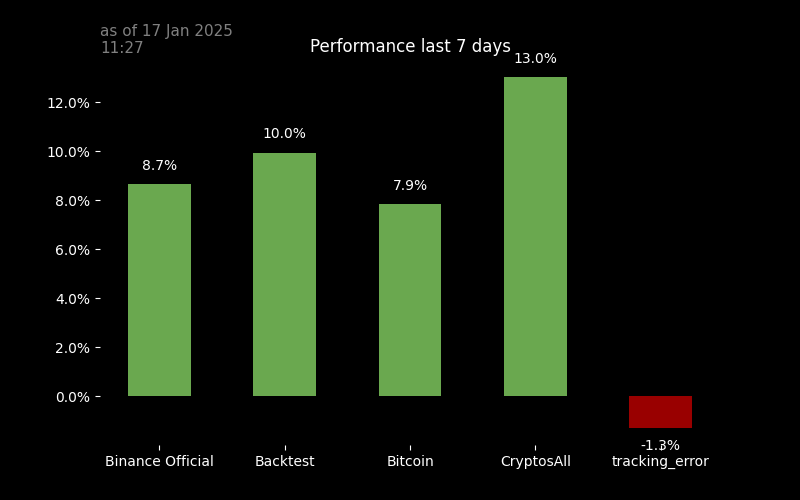 as of 17 Jan 2025
11:27
Performance last 7 days
13.0%
12.0%
10.0%
10.0%
8.7%
7.9%
8.0%
6.0%
4.0%
2.0%
0.0%
-1.3%
Binance Official
Backtest
Bitcoin
CryptosAll
tracking_error